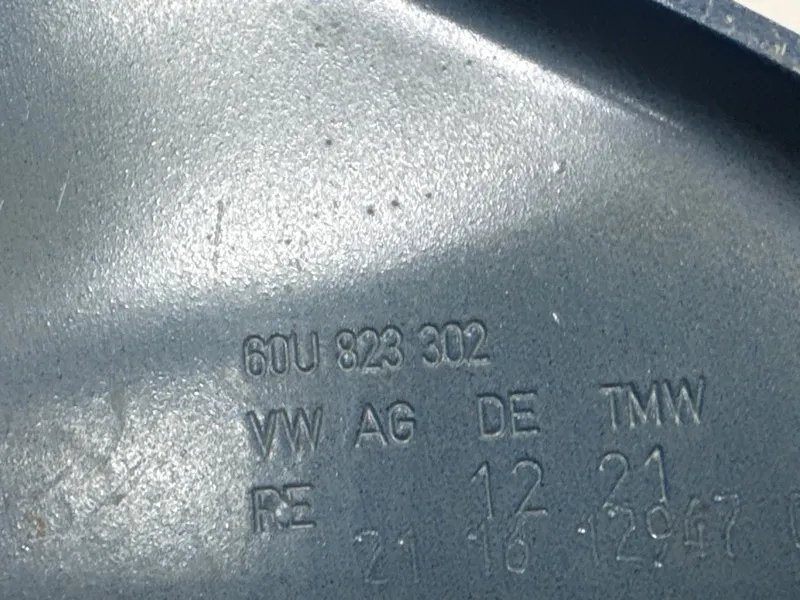 60U 823 302
VW AG DE TMW
RE 12 21
21 16 12947